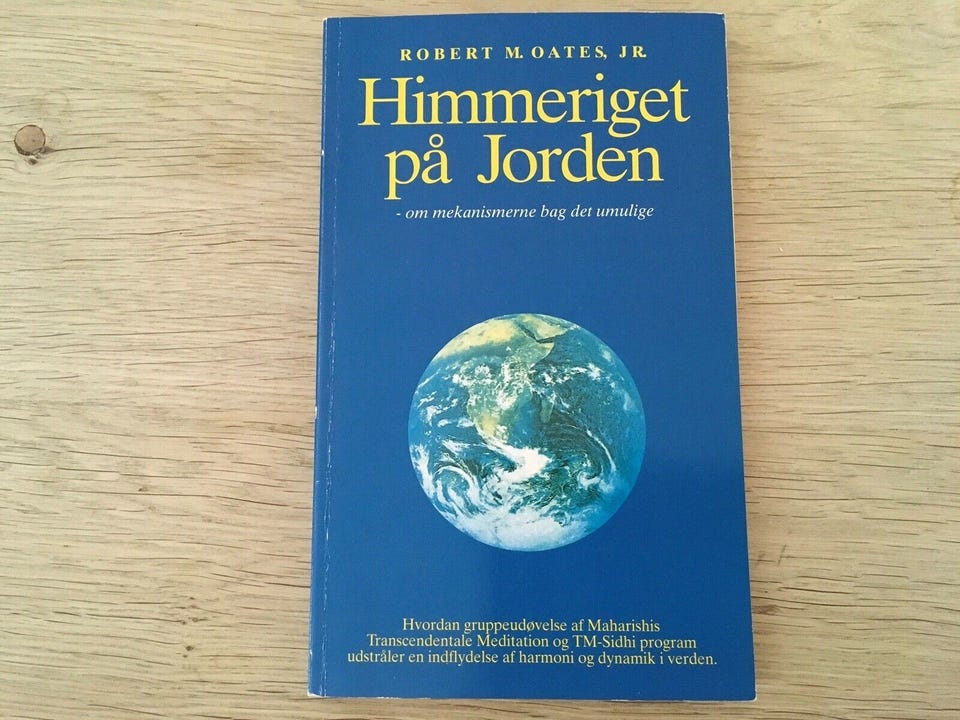 ROBERT M. OATES, JR.
Himmeriget
på Jorden
- om mekanismerne bag det umulige
Hvordan gruppeudøvelse af Maharishis
Transcendentale Meditation og TM-Sidhi program
udstråler en indflydelse af harmoni og dynamik i verden.